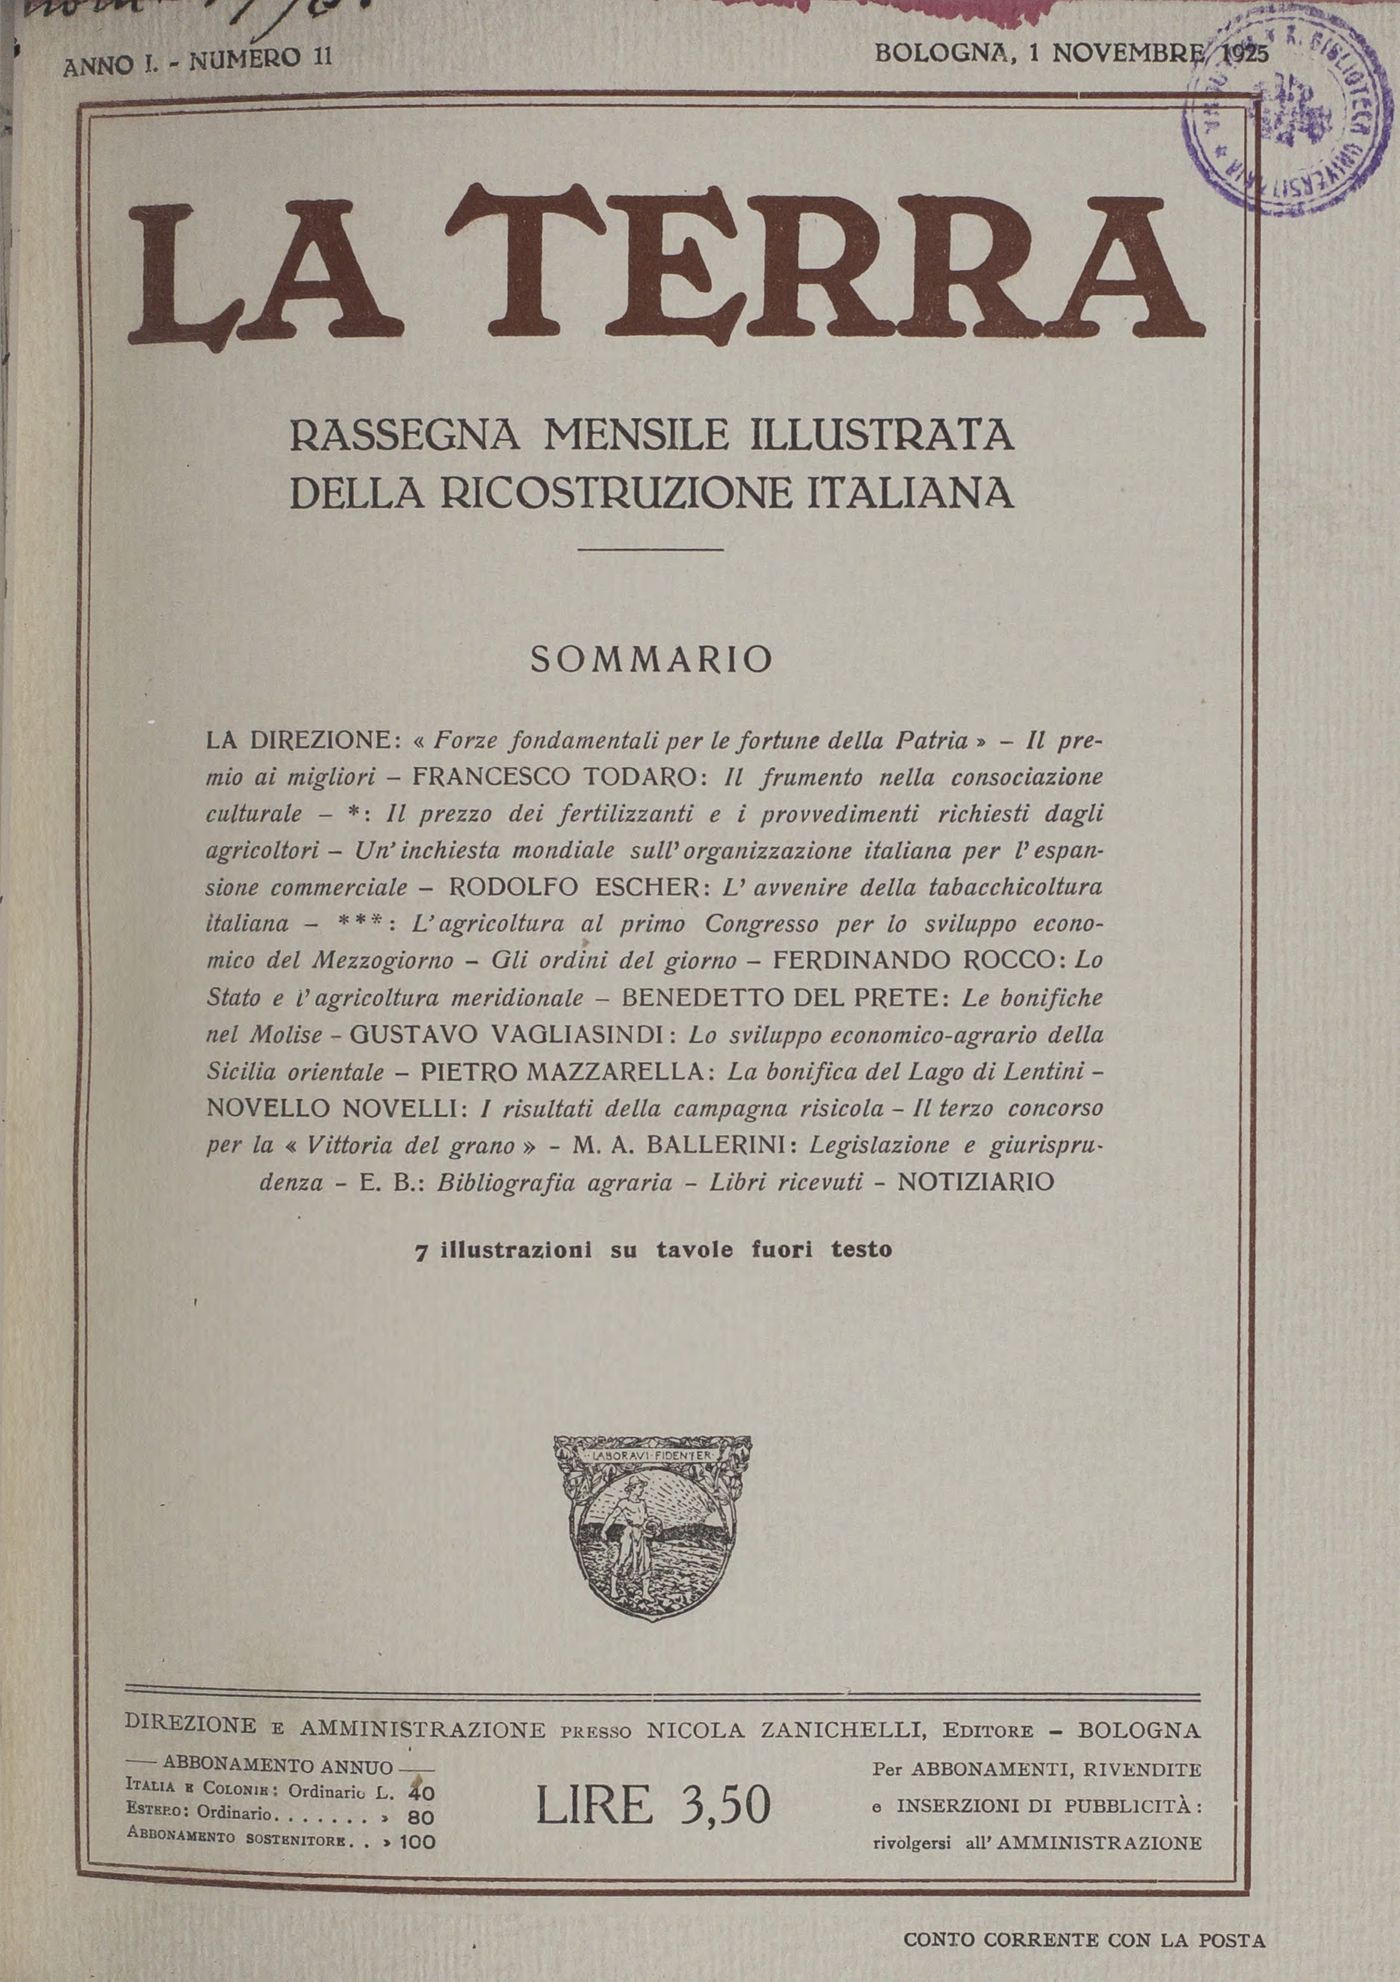 ANNO I. - NUMERO 11
BOLOGNA, 1 NOVEMBRE 1925
LA TERRA
RASSEGNA MENSILE ILLUSTRATA
DELLA RICOSTRUZIONE ITALIANA
SOMMARIO
LA DIREZIONE: « Forze fondamentali per le fortune della Patria » – Il pre-
mio ai migliori – FRANCESCO TODARO: Il frumento nella consociazione
culturale – *: Il prezzo dei fertilizzanti e i provvedimenti richiesti dagli
agricoltori – Un' inchiesta mondiale sull' organizzazione italiana per l' espan-
sione commerciale – RODOLFO ESCHER: L' avvenire della tabacchicoltura
italiana – ***: L' agricoltura al primo Congresso per lo sviluppo econo-
mico del Mezzogiorno – Gli ordini del giorno – FERDINANDO ROCCO: Lo
Stato e l' agricoltura meridionale – BENEDETTO DEL PRETE: Le bonifiche
nel Molise – GUSTAVO VAGLIASINDI: Lo sviluppo economico-agrario della
Sicilia orientale – PIETRO MAZZARELLA: La bonifica del Lago di Lentini –
NOVELLO NOVELLI: I risultati della campagna risicola – Il terzo concorso
per la « Vittoria del grano » – M. A. BALLERINI: Legislazione e giurispru-
denza – E. B.: Bibliografia agraria – Libri ricevuti – NOTIZIARIO
7 illustrazioni su tavole fuori testo
LABORAVI · FIDENTER
DIREZIONE E AMMINISTRAZIONE PRESSO NICOLA ZANICHELLI, EDITORE – BOLOGNA
ABBONAMENTO ANNUO
ITALIA E COLONIE: Ordinario L. 40
ESTERO: Ordinario....... » 80
ABBONAMENTO SOSTENITORE.. » 100
LIRE 3,50
Per ABBONAMENTI, RIVENDITE
e INSERZIONI DI PUBBLICITÀ:
rivolgersi all' AMMINISTRAZIONE
CONTO CORRENTE CON LA POSTA